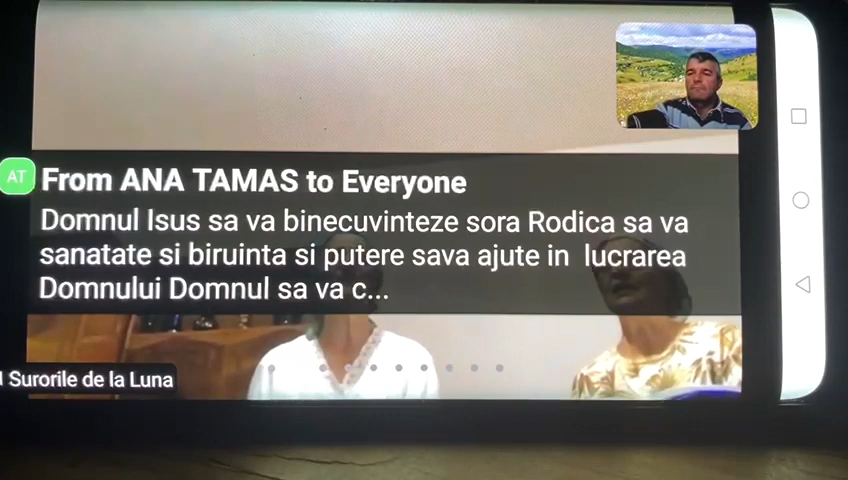 AT
From ANA TAMAS to Everyone
Domnul Isus sa va binecuvinteze sora Rodica sa va
sanatate si biruinta si putere sava ajute in lucrarea
Domnului Domnul sa va c...
Surorile de la Luna